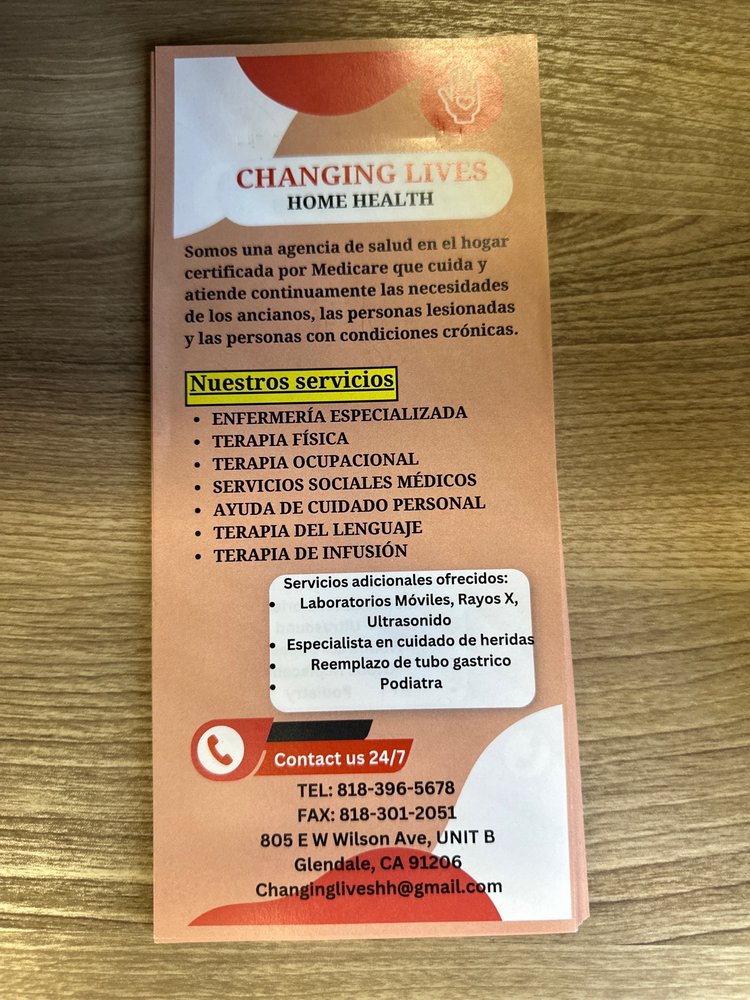 CHANGING LIVES
HOME HEALTH
Somos una agencia de salud en el hogar
certificada por Medicare que cuida y
atiende continuamente las necesidades
de los ancianos, las personas lesionadas
y las personas con condiciones crónicas.
Nuestros servicios
• ENFERMERÍA ESPECIALIZADA
• TERAPIA FÍSICA
• TERAPIA OCUPACIONAL
• SERVICIOS SOCIALES MÉDICOS
• AYUDA DE CUIDADO PERSONAL
• TERAPIA DEL LENGUAJE
• TERAPIA DE INFUSIÓN
Servicios adicionales ofrecidos:
• Laboratorios Móviles, Rayos X,
Ultrasonido
• Especialista en cuidado de heridas
• Reemplazo de tubo gastrico
• Podiatra
Contact us 24/7
TEL: 818-396-5678
FAX: 818-301-2051
805 E W Wilson Ave, UNIT B
Glendale, CA 91206
Changingliveshh@gmail.com